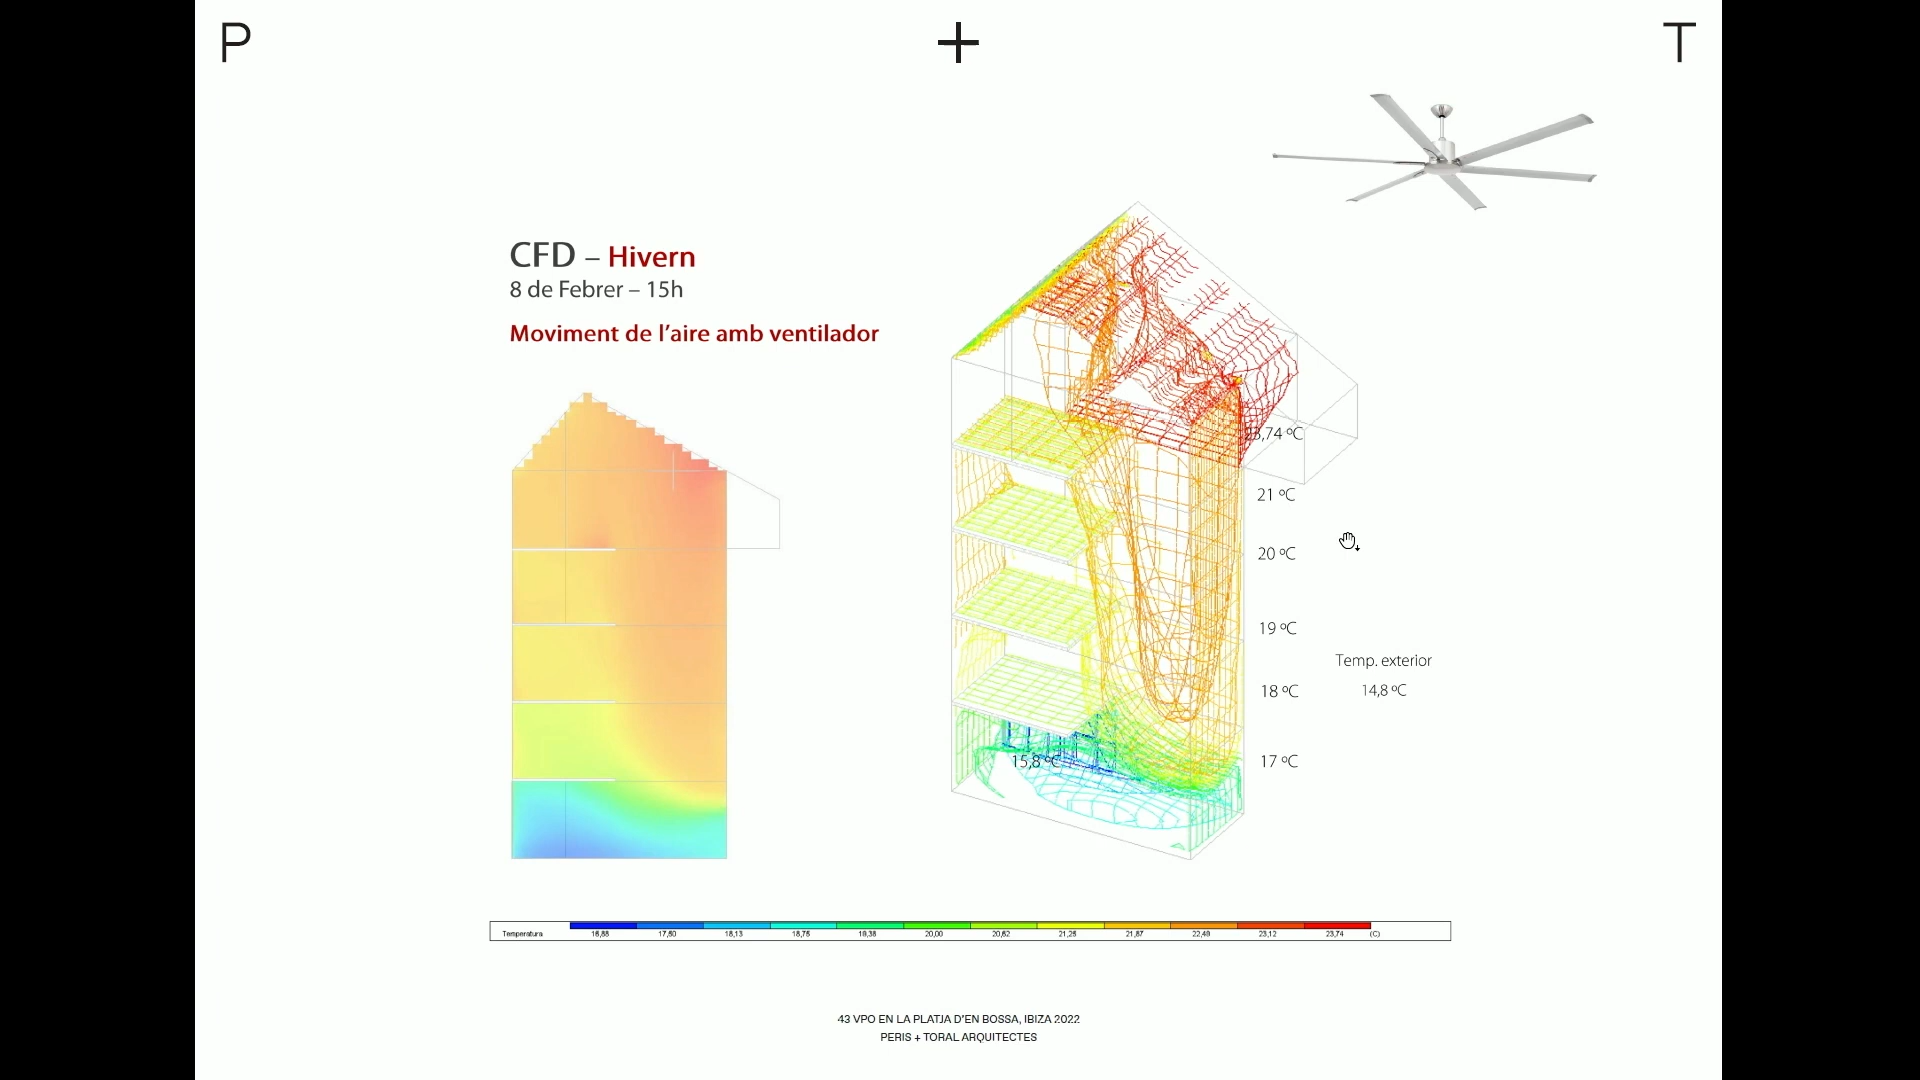 P + T
CFD – Hivern
8 de Febrer – 15h
Moviment de l'aire amb ventilador
23,74 ºC
21 ºC
20 ºC
19 ºC
Temp. exterior
18 ºC
14,8 ºC
15,8 ºC
17 ºC
Temperatura 16,88 17,50 18,13 18,75 19,38 20,00 20,62 21,25 21,87 22,49 23,12 23,74 (C)
43 VPO EN LA PLATJA D'EN BOSSA, IBIZA 2022
PERIS + TORAL ARQUITECTES